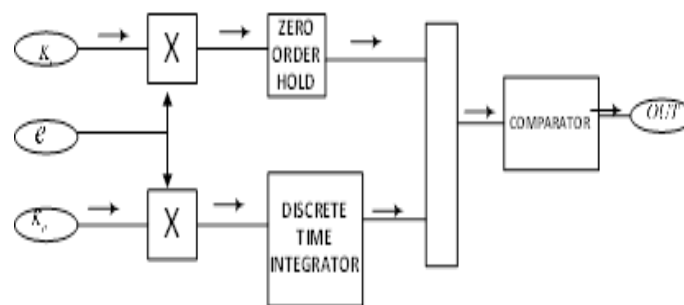 K
X
ZERO
ORDER
HOLD
e
COMPARATOR
OUT
K
X
DISCRETE
TIME
INTEGRATOR